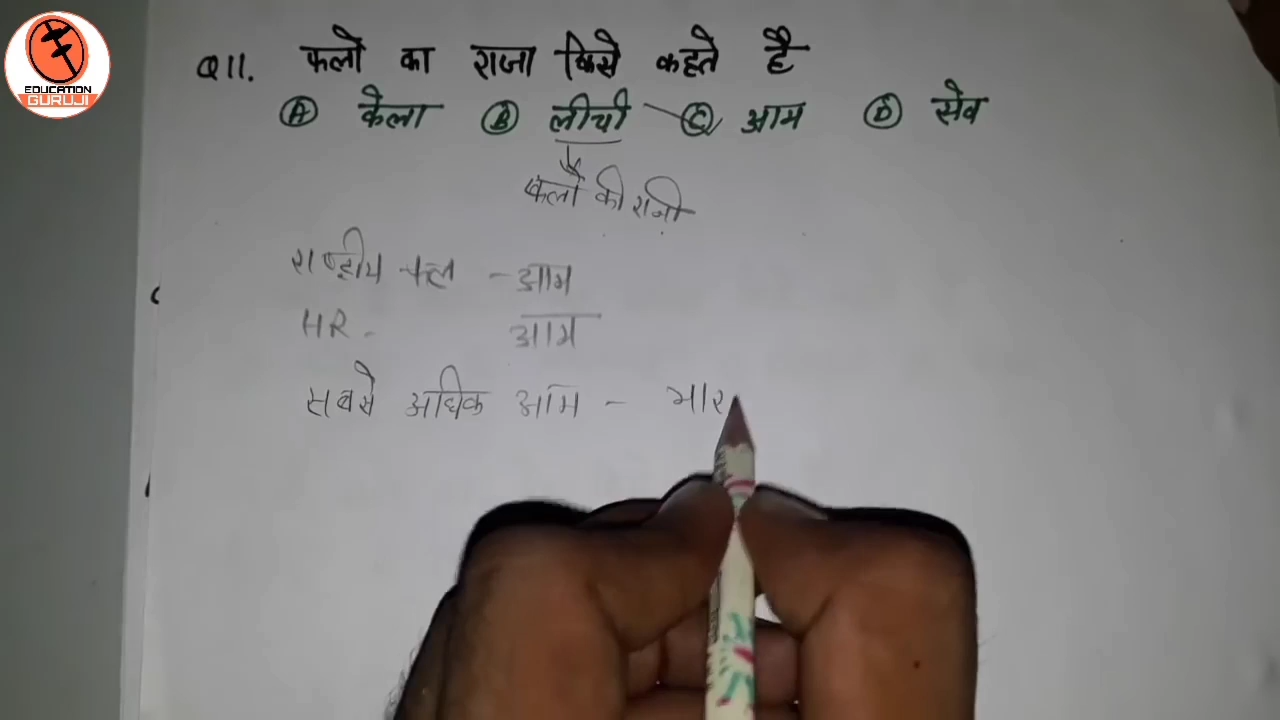 EDUCATION
GURUJI
Q11. फलो का राजा किसे कहते है
Ⓐ केला Ⓑ लीची Ⓒ आम Ⓓ सेव
फलों की रानी
राष्ट्रीय फल - आम
HR - आम
सबसे अधिक आम - भार